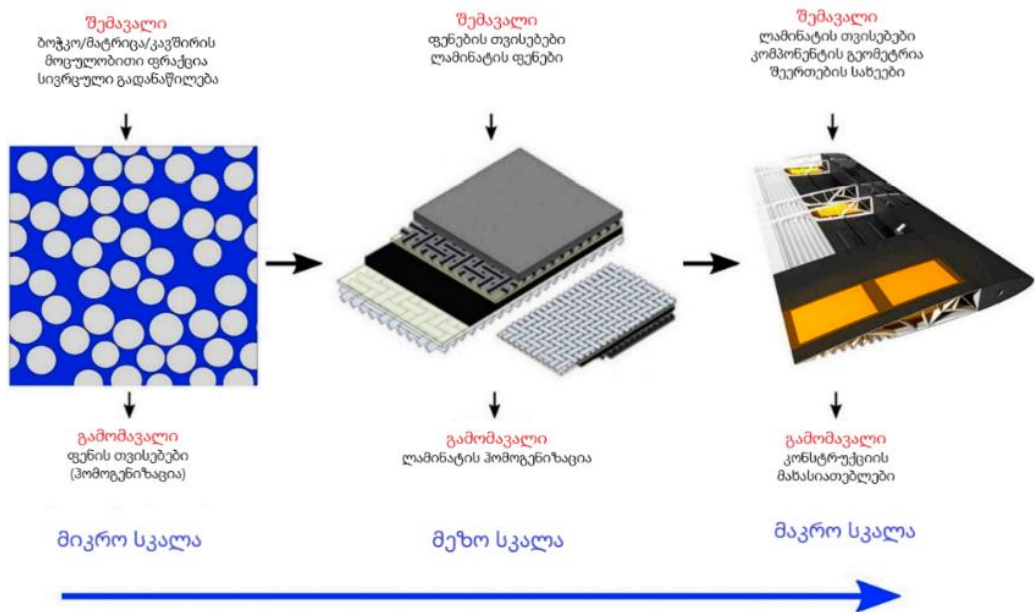 შემავალი
ბოჭკო/მატრიცა/კავშირის
მოცულობითი ფრაქცია
სივრცული გადანაწილება
შემავალი
ფენების თვისებები
ლამინატის ფენები
შემავალი
ლამინატის თვისებები
კომპონენტის გეომეტრია
შეერთების სახეები
გამომავალი
ფენის თვისებები
(ჰომოგენიზაცია)
გამომავალი
ლამინატის ჰომოგენიზაცია
გამომავალი
კონსტრუქციის
მახასიათებლები
მიკრო სკალა
მეზო სკალა
მაკრო სკალა